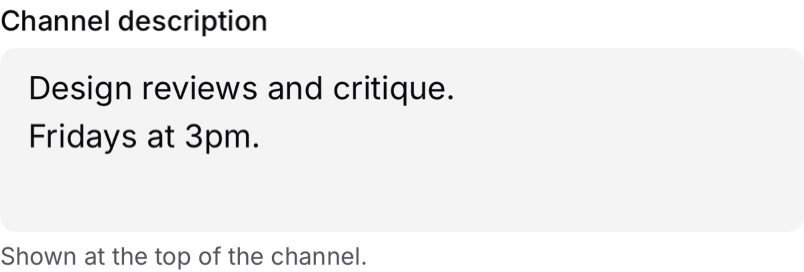 Channel description
Design reviews and critique.
Fridays at 3pm.
Shown at the top of the channel.